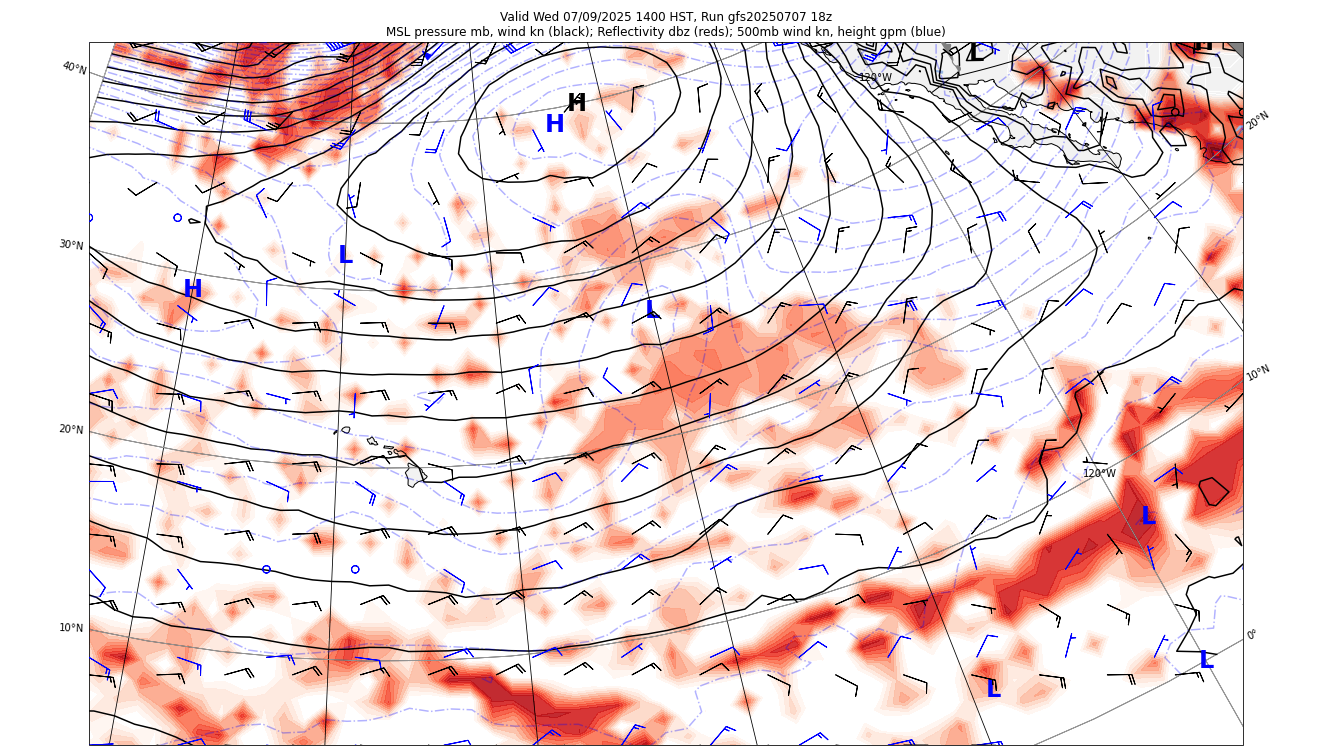 Valid Wed 07/09/2025 1400 HST, Run gfs20250707 18z
MSL pressure mb, wind kn (black); Reflectivity dbz (reds); 500mb wind kn, height gpm (blue)
L
H
40°N
120°W
H
H
20°N
30°N
L
H
L
10°N
20°N
120°W
L
10°N
0°
L
L